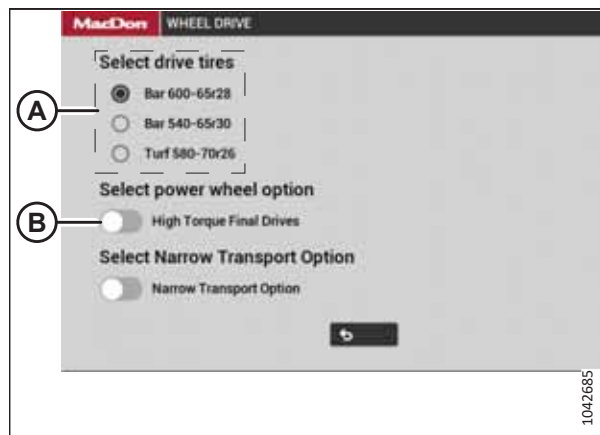 MacDon WHEEL DRIVE
Select drive tires
Bar 600-65r28
A
Bar 540-65r30
Turf 580-70r26
Select power wheel option
B
High Torque Final Drives
Select Narrow Transport Option
Narrow Transport Option
1042685